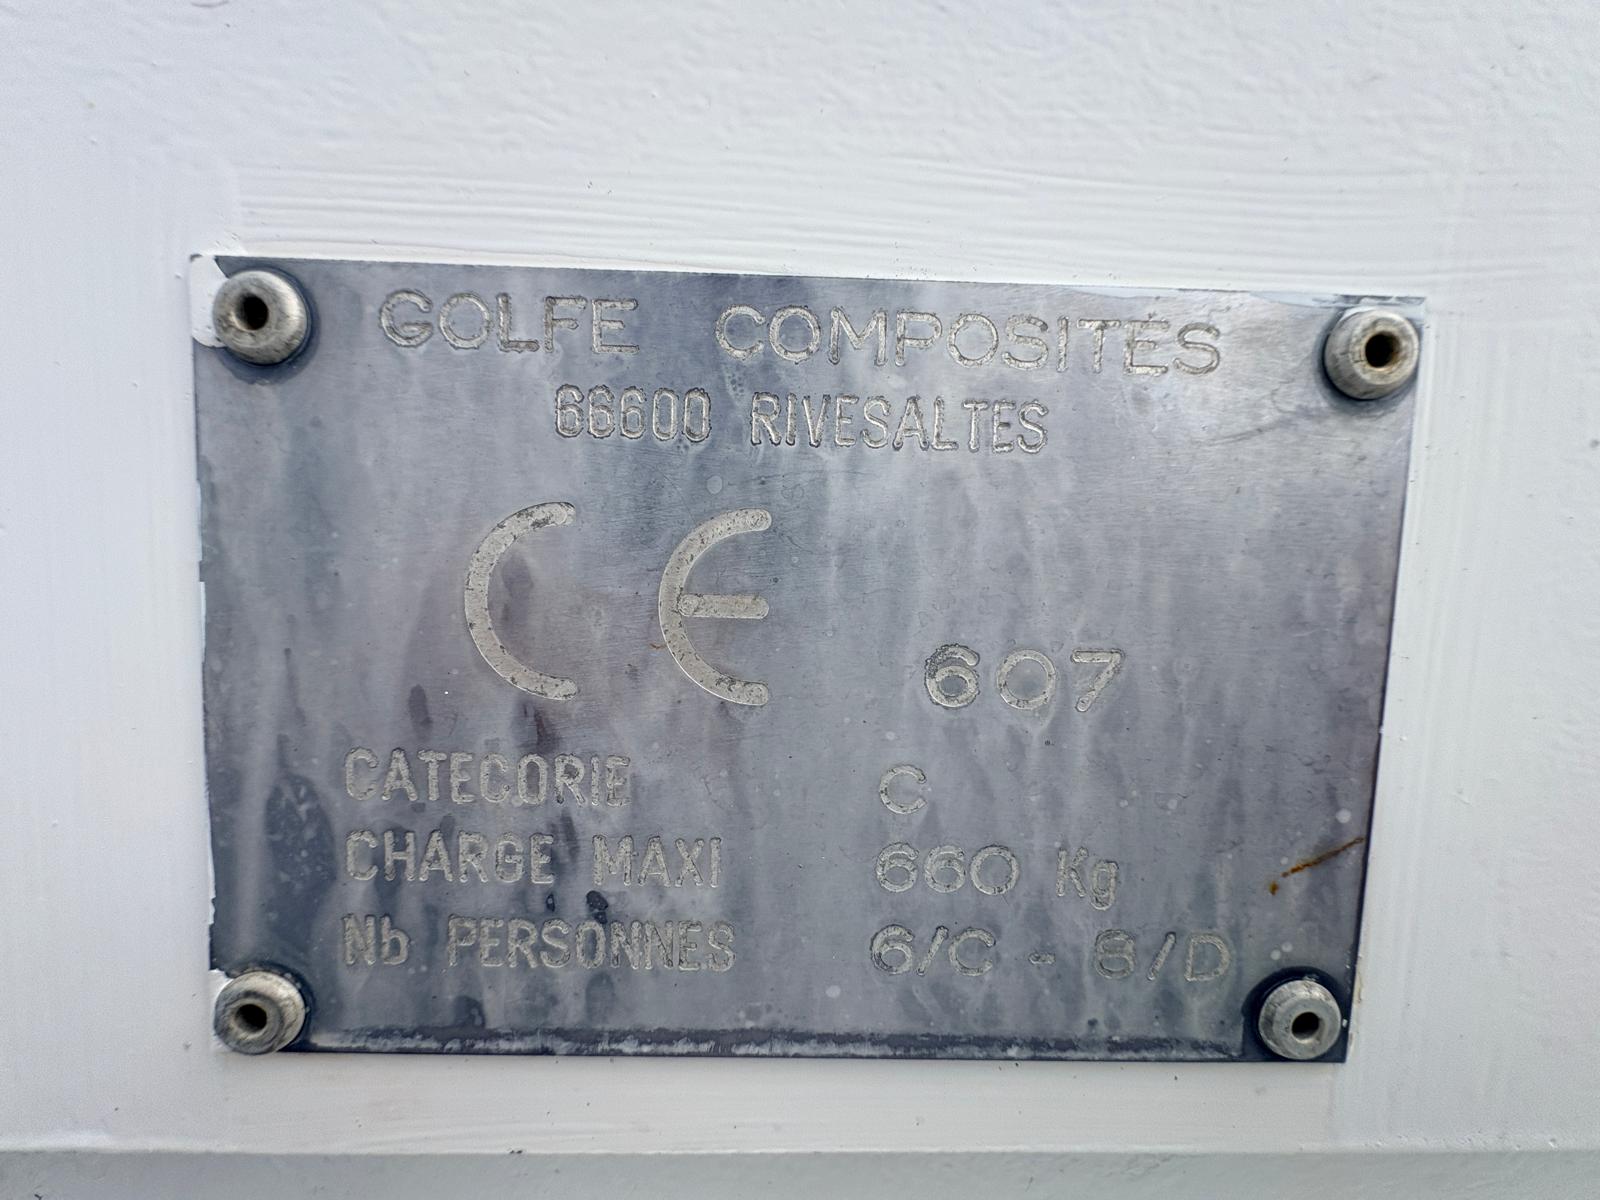 GOLFE COMPOSITES
66600 RIVESALTES
CE 607
CATEGORIE C
CHARGE MAXI 660 Kg
Nb PERSONNES 6/C - 8/D